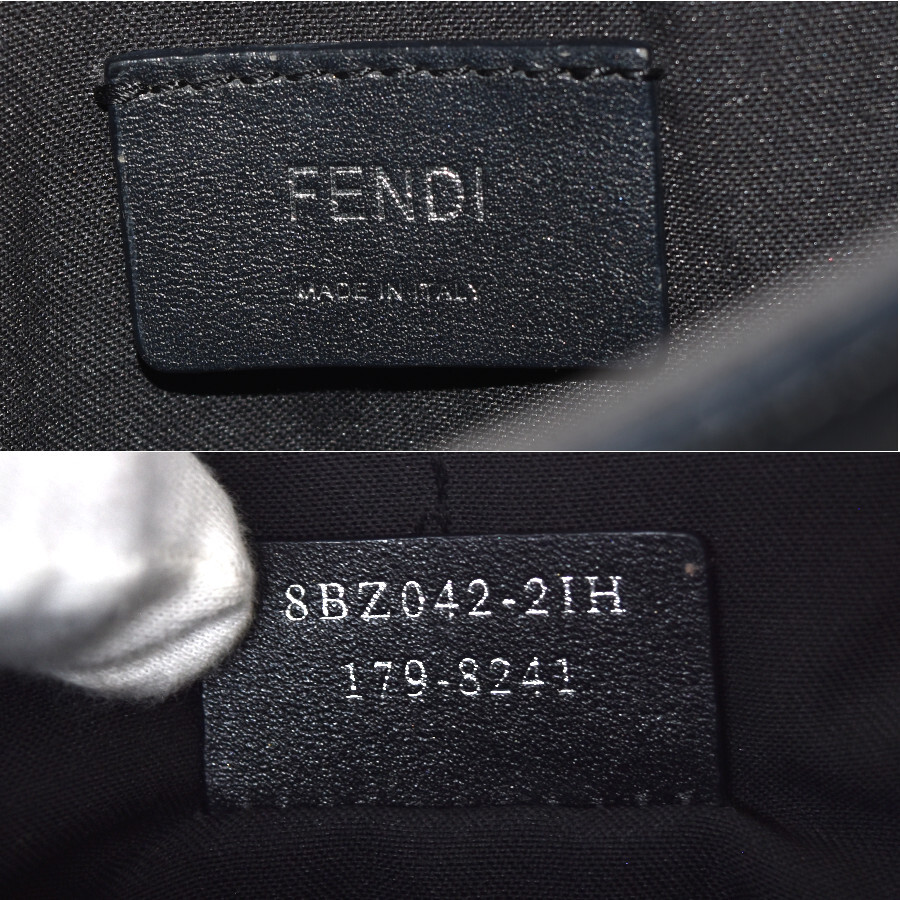 FENDI
MADE IN ITALY
8BZ042-2IH
179-8241